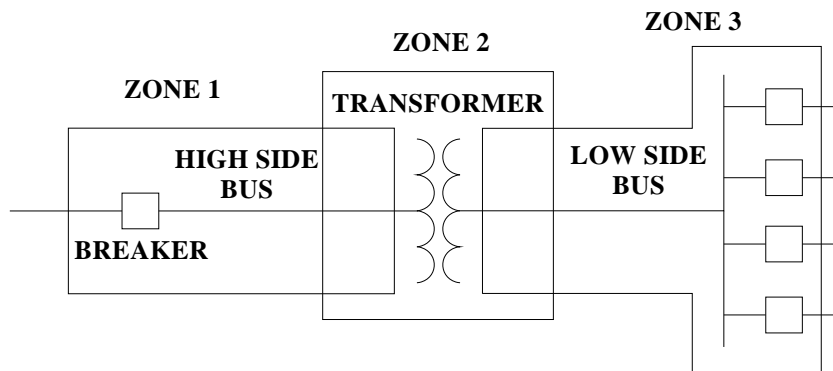 ZONE 1
ZONE 2
ZONE 3
TRANSFORMER
HIGH SIDE
BUS
LOW SIDE
BUS
BREAKER